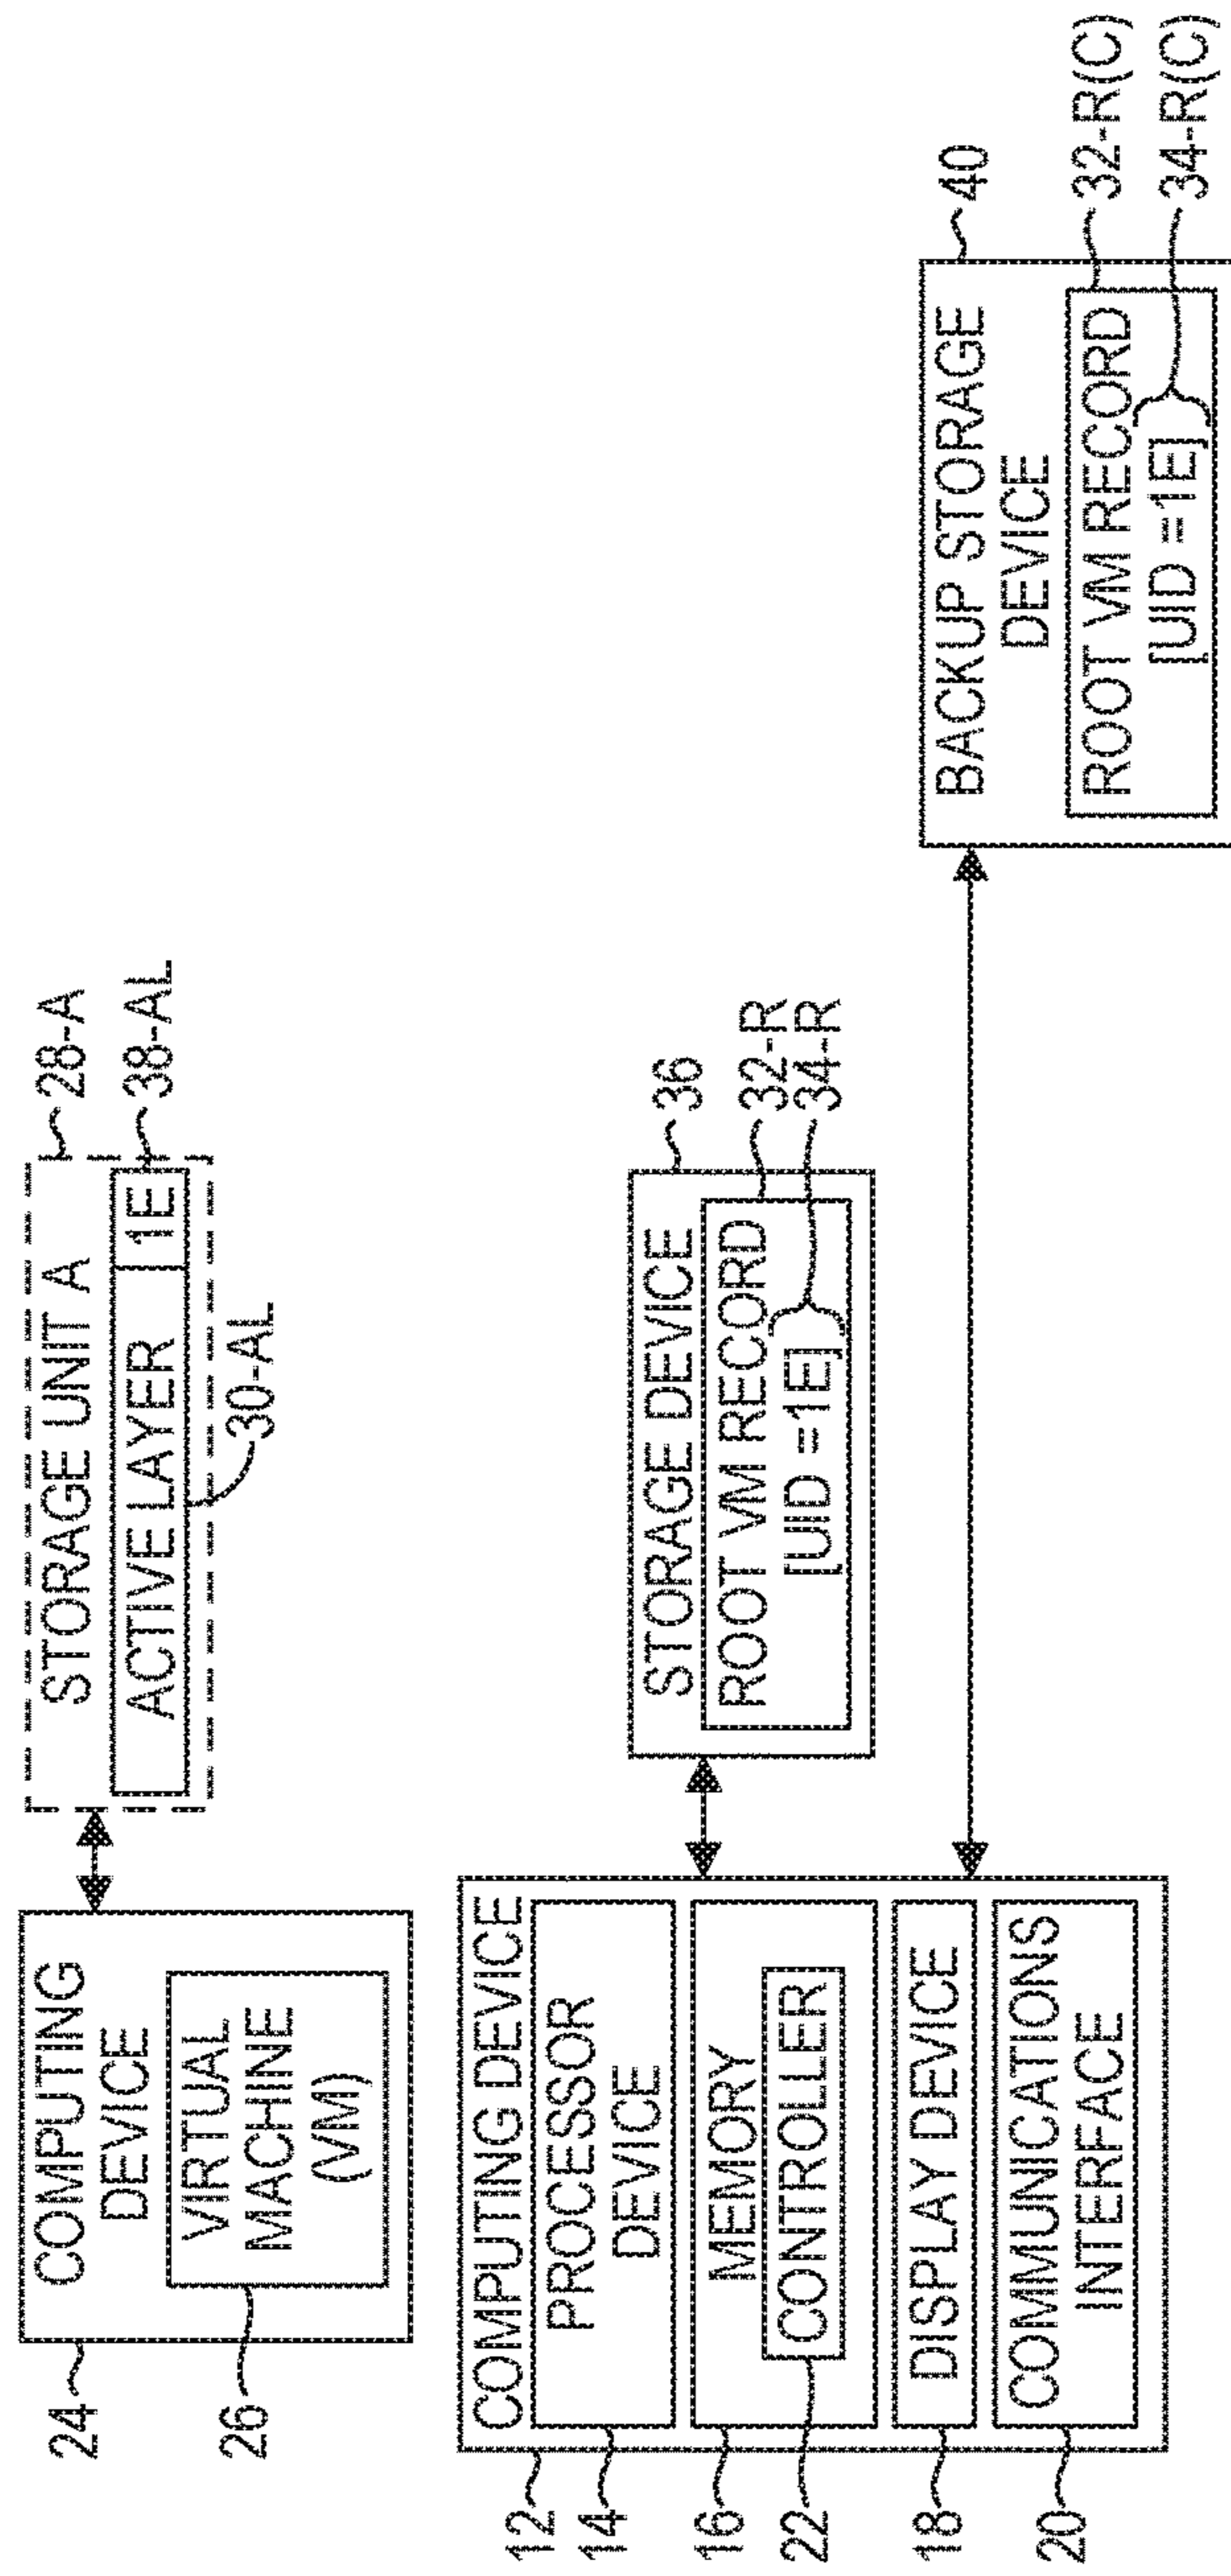 24
COMPUTING
DEVICE
VIRTUAL
MACHINE
(VM)
26
STORAGE UNIT A
ACTIVE LAYER
1E
28-A
38-AL
30-AL
12
COMPUTING DEVICE
14
PROCESSOR
DEVICE
16
MEMORY
22
CONTROLLER
18
DISPLAY DEVICE
20
COMMUNICATIONS
INTERFACE
STORAGE DEVICE
36
ROOT VM RECORD
32-R
[UID =1E]
34-R
BACKUP STORAGE
DEVICE
40
ROOT VM RECORD
32-R(C)
[UID =1E]
34-R(C)